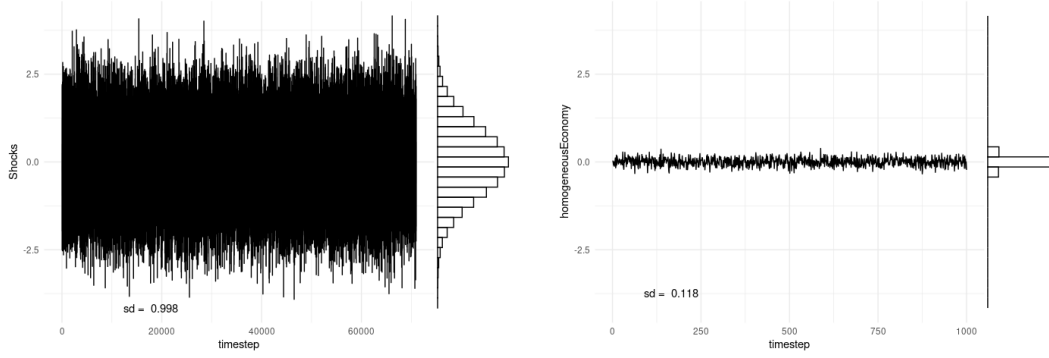 Shocks
2.5
0.0
-2.5
sd = 0.998
0 20000 40000 60000
timestep
homogeneousEconomy
2.5
0.0
-2.5
sd = 0.118
0 250 500 750 1000
timestep